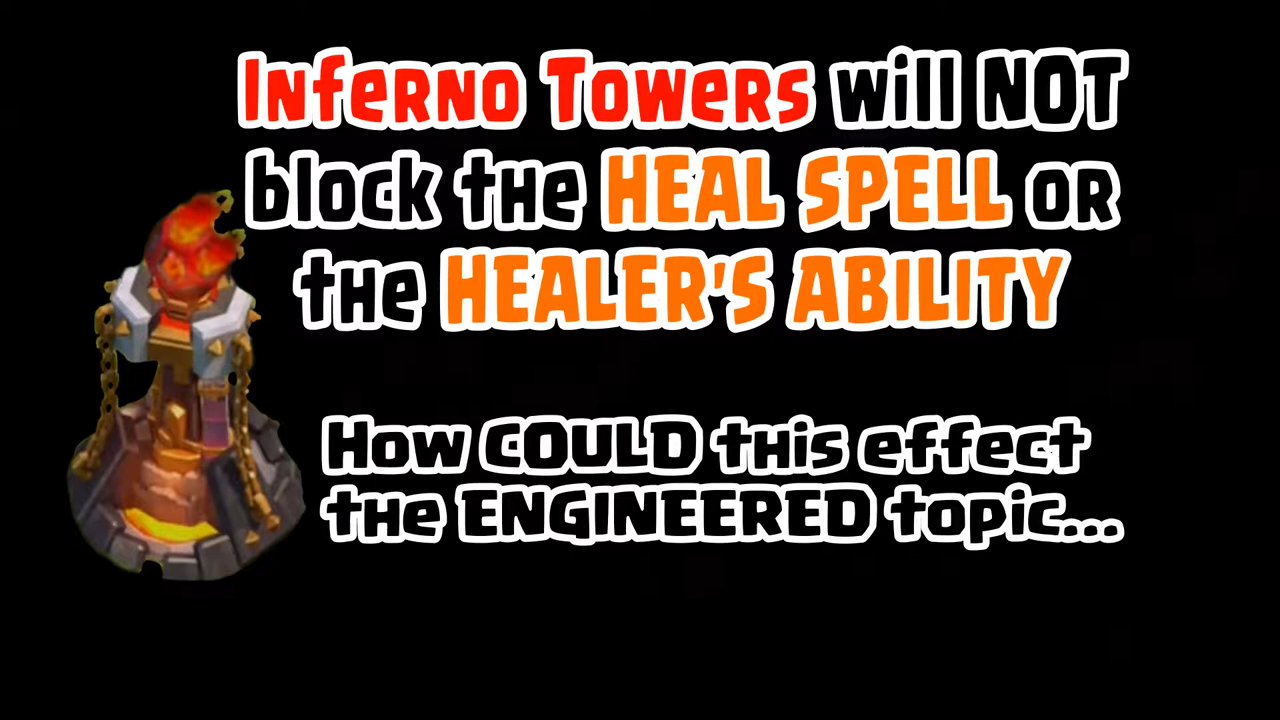 Inferno Towers will NOT
block the HEAL SPELL or
the HEALER'S ABILITY
How COULD this effect
the ENGINEERED topic...